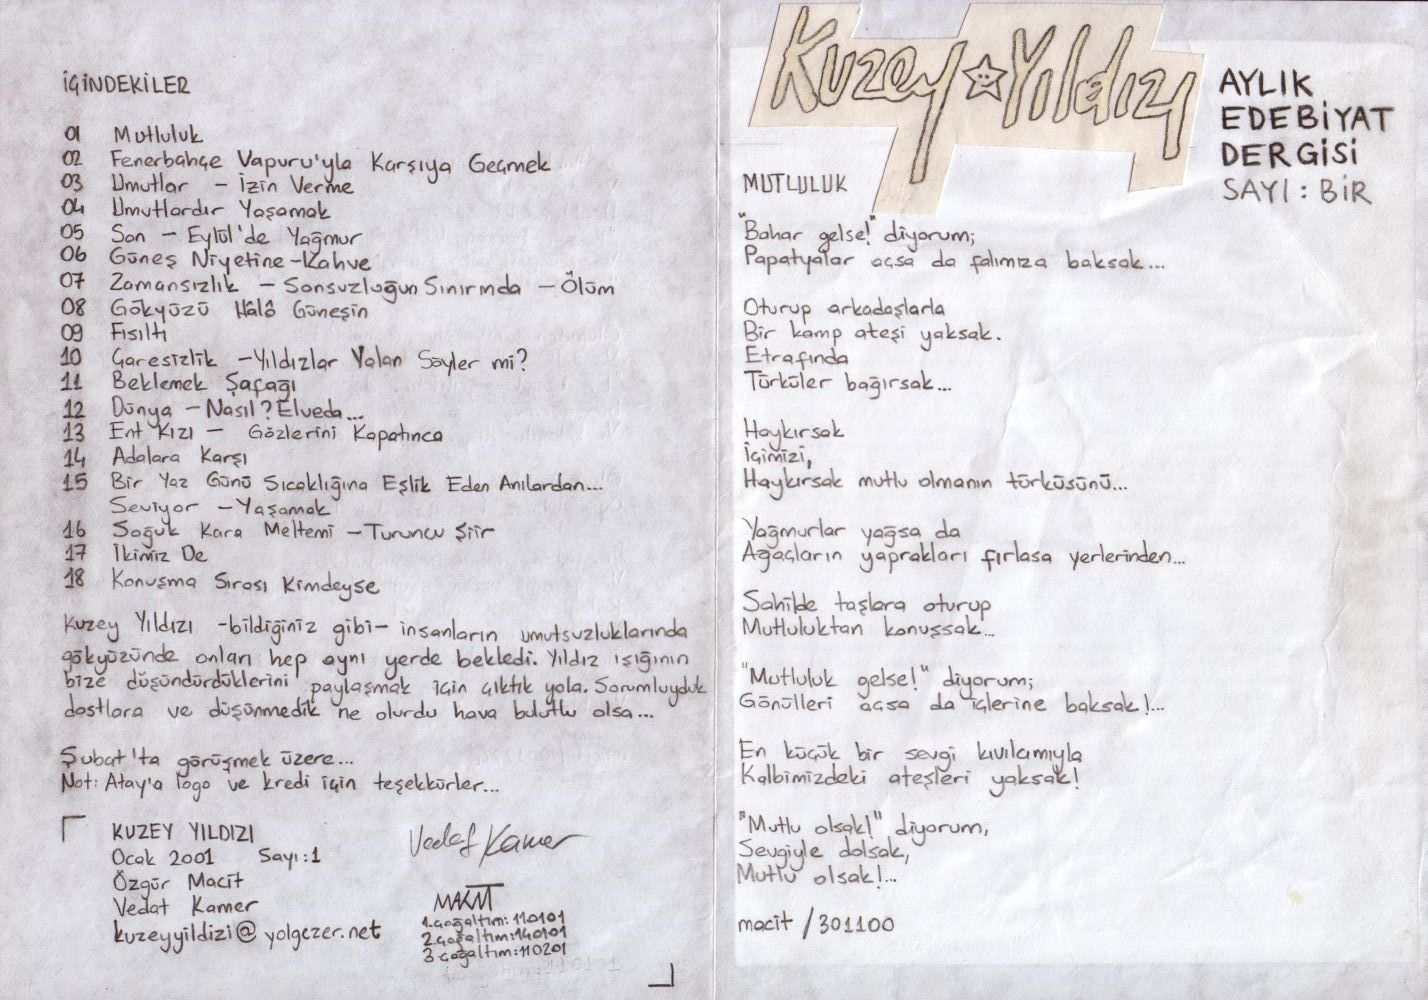 İÇİNDEKİLER
01 Mutluluk
02 Fenerbahçe Vapuru'yla Karşıya Geçmek
03 Umutlar – İzin Verme
04 Umutlardır Yaşamak
05 Son – Eylül'de Yağmur
06 Güneş Niyetine – Kahve
07 Zamansızlık – Sonsuzluğun Sınırında – Ölüm
08 Gökyüzü Hâlâ Güneşin
09 Fısıltı
10 Çaresizlik – Yıldızlar Yalan Söyler mi?
11 Beklemek Şafağı
12 Dünya – Nasıl? Elveda...
13 Ent Kızı – Gözlerini Kapatınca
14 Adalara Karşı
15 Bir Yaz Günü Sıcaklığına Eşlik Eden Anılardan...
Seviyor – Yaşamak
16 Soğuk Kara Meltemi – Turuncu Şiir
17 İkimiz De
18 Konuşma Sırası Kimdeyse
Kuzey Yıldızı -bildiğiniz gibi- insanların umutsuzluklarında
gökyüzünde onları hep aynı yerde bekledi. Yıldız ışığının
bize düşündürdüklerini paylaşmak için çıktık yola. Sorumluyduk
dostlara ve düşünmedik ne olurdu hava bulutlu olsa...
Şubat'ta görüşmek üzere...
Not: Atay'a logo ve kredi için teşekkürler...
KUZEY YILDIZI
Ocak 2001 Sayı:1
Özgür Macit
Vedat Kamer
kuzeyyildizi@yolgezer.net
Vedat Kamer
MACİT
1.çoğaltım:110101
2.çoğaltım:140101
3.çoğaltım:110201
Kuzey Yıldızı
AYLIK
EDEBİYAT
DERGİSİ
SAYI: BİR
MUTLULUK
"Bahar gelse!" diyorum;
Papatyalar açsa da falımıza baksak...
Oturup arkadaşlarla
Bir kamp ateşi yaksak.
Etrafında
Türküler bağırsak...
Haykırsak
İçimizi,
Haykırsak mutlu olmanın türküsünü...
Yağmurlar yağsa da
Ağaçların yaprakları fırlasa yerlerinden...
Sahilde taşlara oturup
Mutluluktan konuşsak...
"Mutluluk gelse!" diyorum;
Gönülleri açsa da içlerine baksak!...
En küçük bir sevgi kıvılcımıyla
Kalbimizdeki ateşleri yaksak!
"Mutlu olsak!" diyorum,
Sevgiyle dolsak,
Mutlu olsak!...
macit /301100